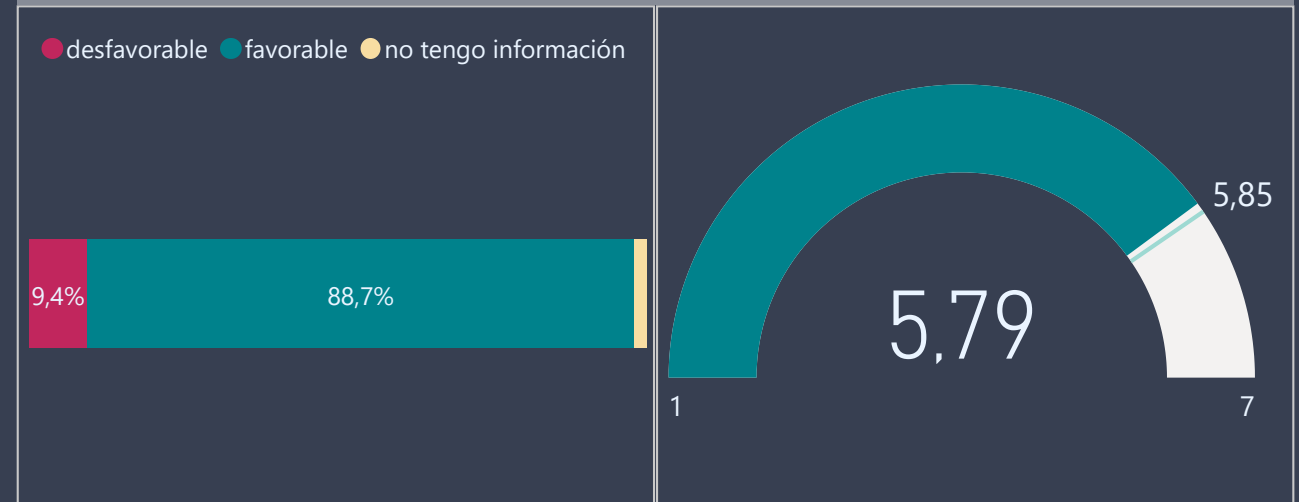 desfavorable favorable no tengo información
9,4% 88,7%
5,85
5,79
1 7